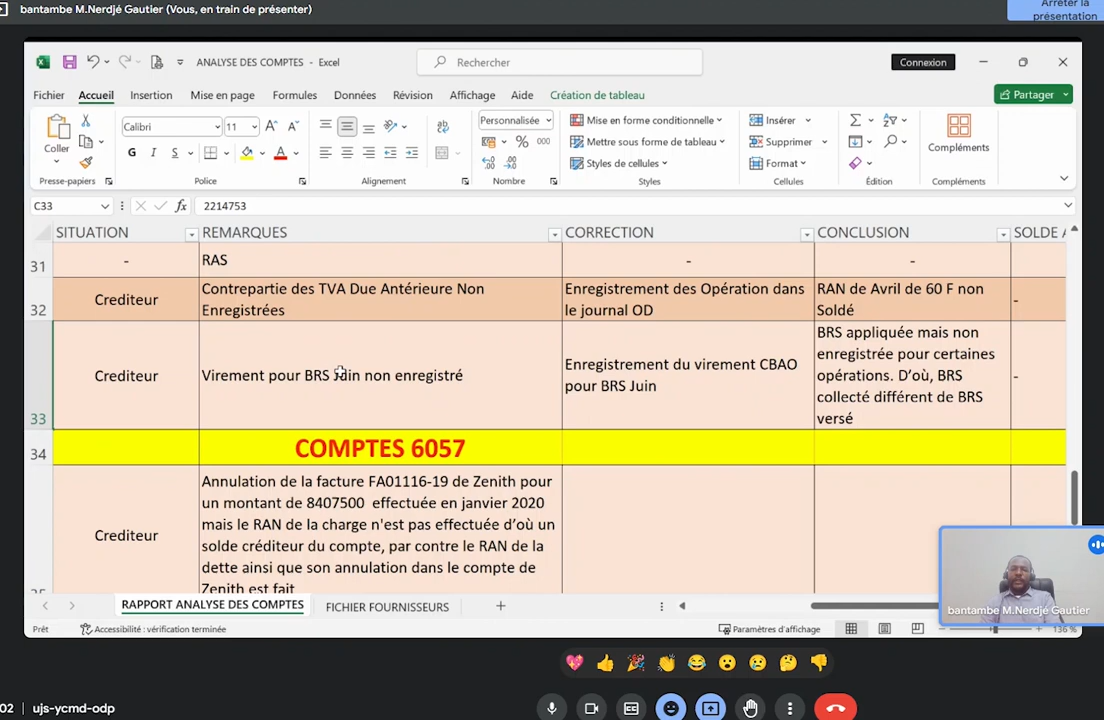 bantambe M.Nerdjé Gautier (Vous, en train de présenter)
Arrêter la
présentation
ANALYSE DES COMPTES - Excel
Rechercher
Connexion
Fichier Accueil Insertion Mise en page Formules Données Révision Affichage Aide Création de tableau
Partager
Coller
Calibri 11
G I S
Personnalisée
% 000
Mise en forme conditionnelle
Mettre sous forme de tableau
Styles de cellules
Insérer
Supprimer
Format
Compléments
Presse-papiers Police Alignement Nombre Styles Cellules Édition Compléments
C33 fx 2214753
SITUATION REMARQUES CORRECTION CONCLUSION SOLDE A
31 - RAS - -
32 Crediteur
Contrepartie des TVA Due Antérieure Non
Enregistrées
Enregistrement des Opération dans
le journal OD
RAN de Avril de 60 F non
Soldé
-
33 Crediteur
Virement pour BRS Juin non enregistré
Enregistrement du virement CBAO
pour BRS Juin
BRS appliquée mais non
enregistrée pour certaines
opérations. D’où, BRS
collecté différent de BRS
versé
-
34 COMPTES 6057
Crediteur
Annulation de la facture FA01116-19 de Zenith pour
un montant de 8407500 effectuée en janvier 2020
mais le RAN de la charge n'est pas effectuée d’où un
solde créditeur du compte, par contre le RAN de la
dette ainsi que son annulation dans le compte de
Zenith est fait
RAPPORT ANALYSE DES COMPTES FICHIER FOURNISSEURS
Prêt Accessibilité : vérification terminée Paramètres d'affichage 136 %
bantambe M.Nerdjé Gautier
02 ujs-ycmd-odp